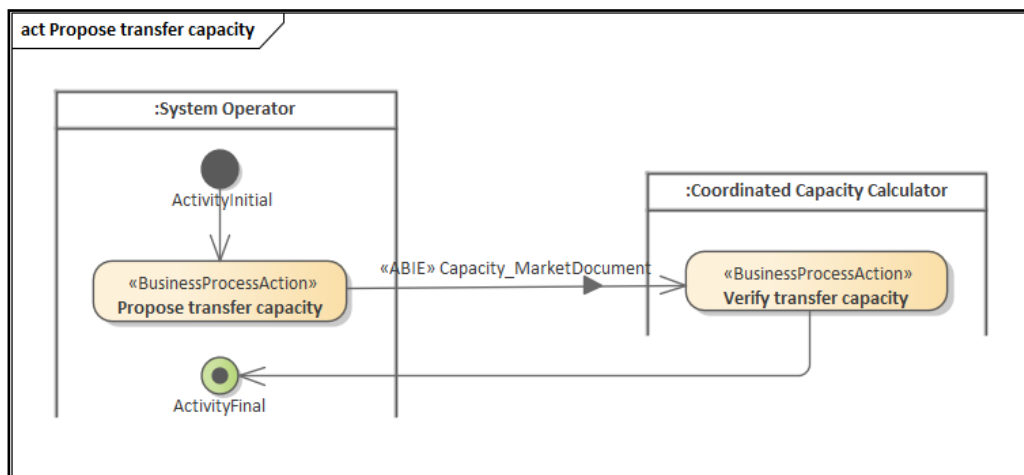 act Propose transfer capacity
:System Operator
ActivityInitial
:Coordinated Capacity Calculator
«ABIE» Capacity_MarketDocument
«BusinessProcessAction»
Propose transfer capacity
«BusinessProcessAction»
Verify transfer capacity
ActivityFinal